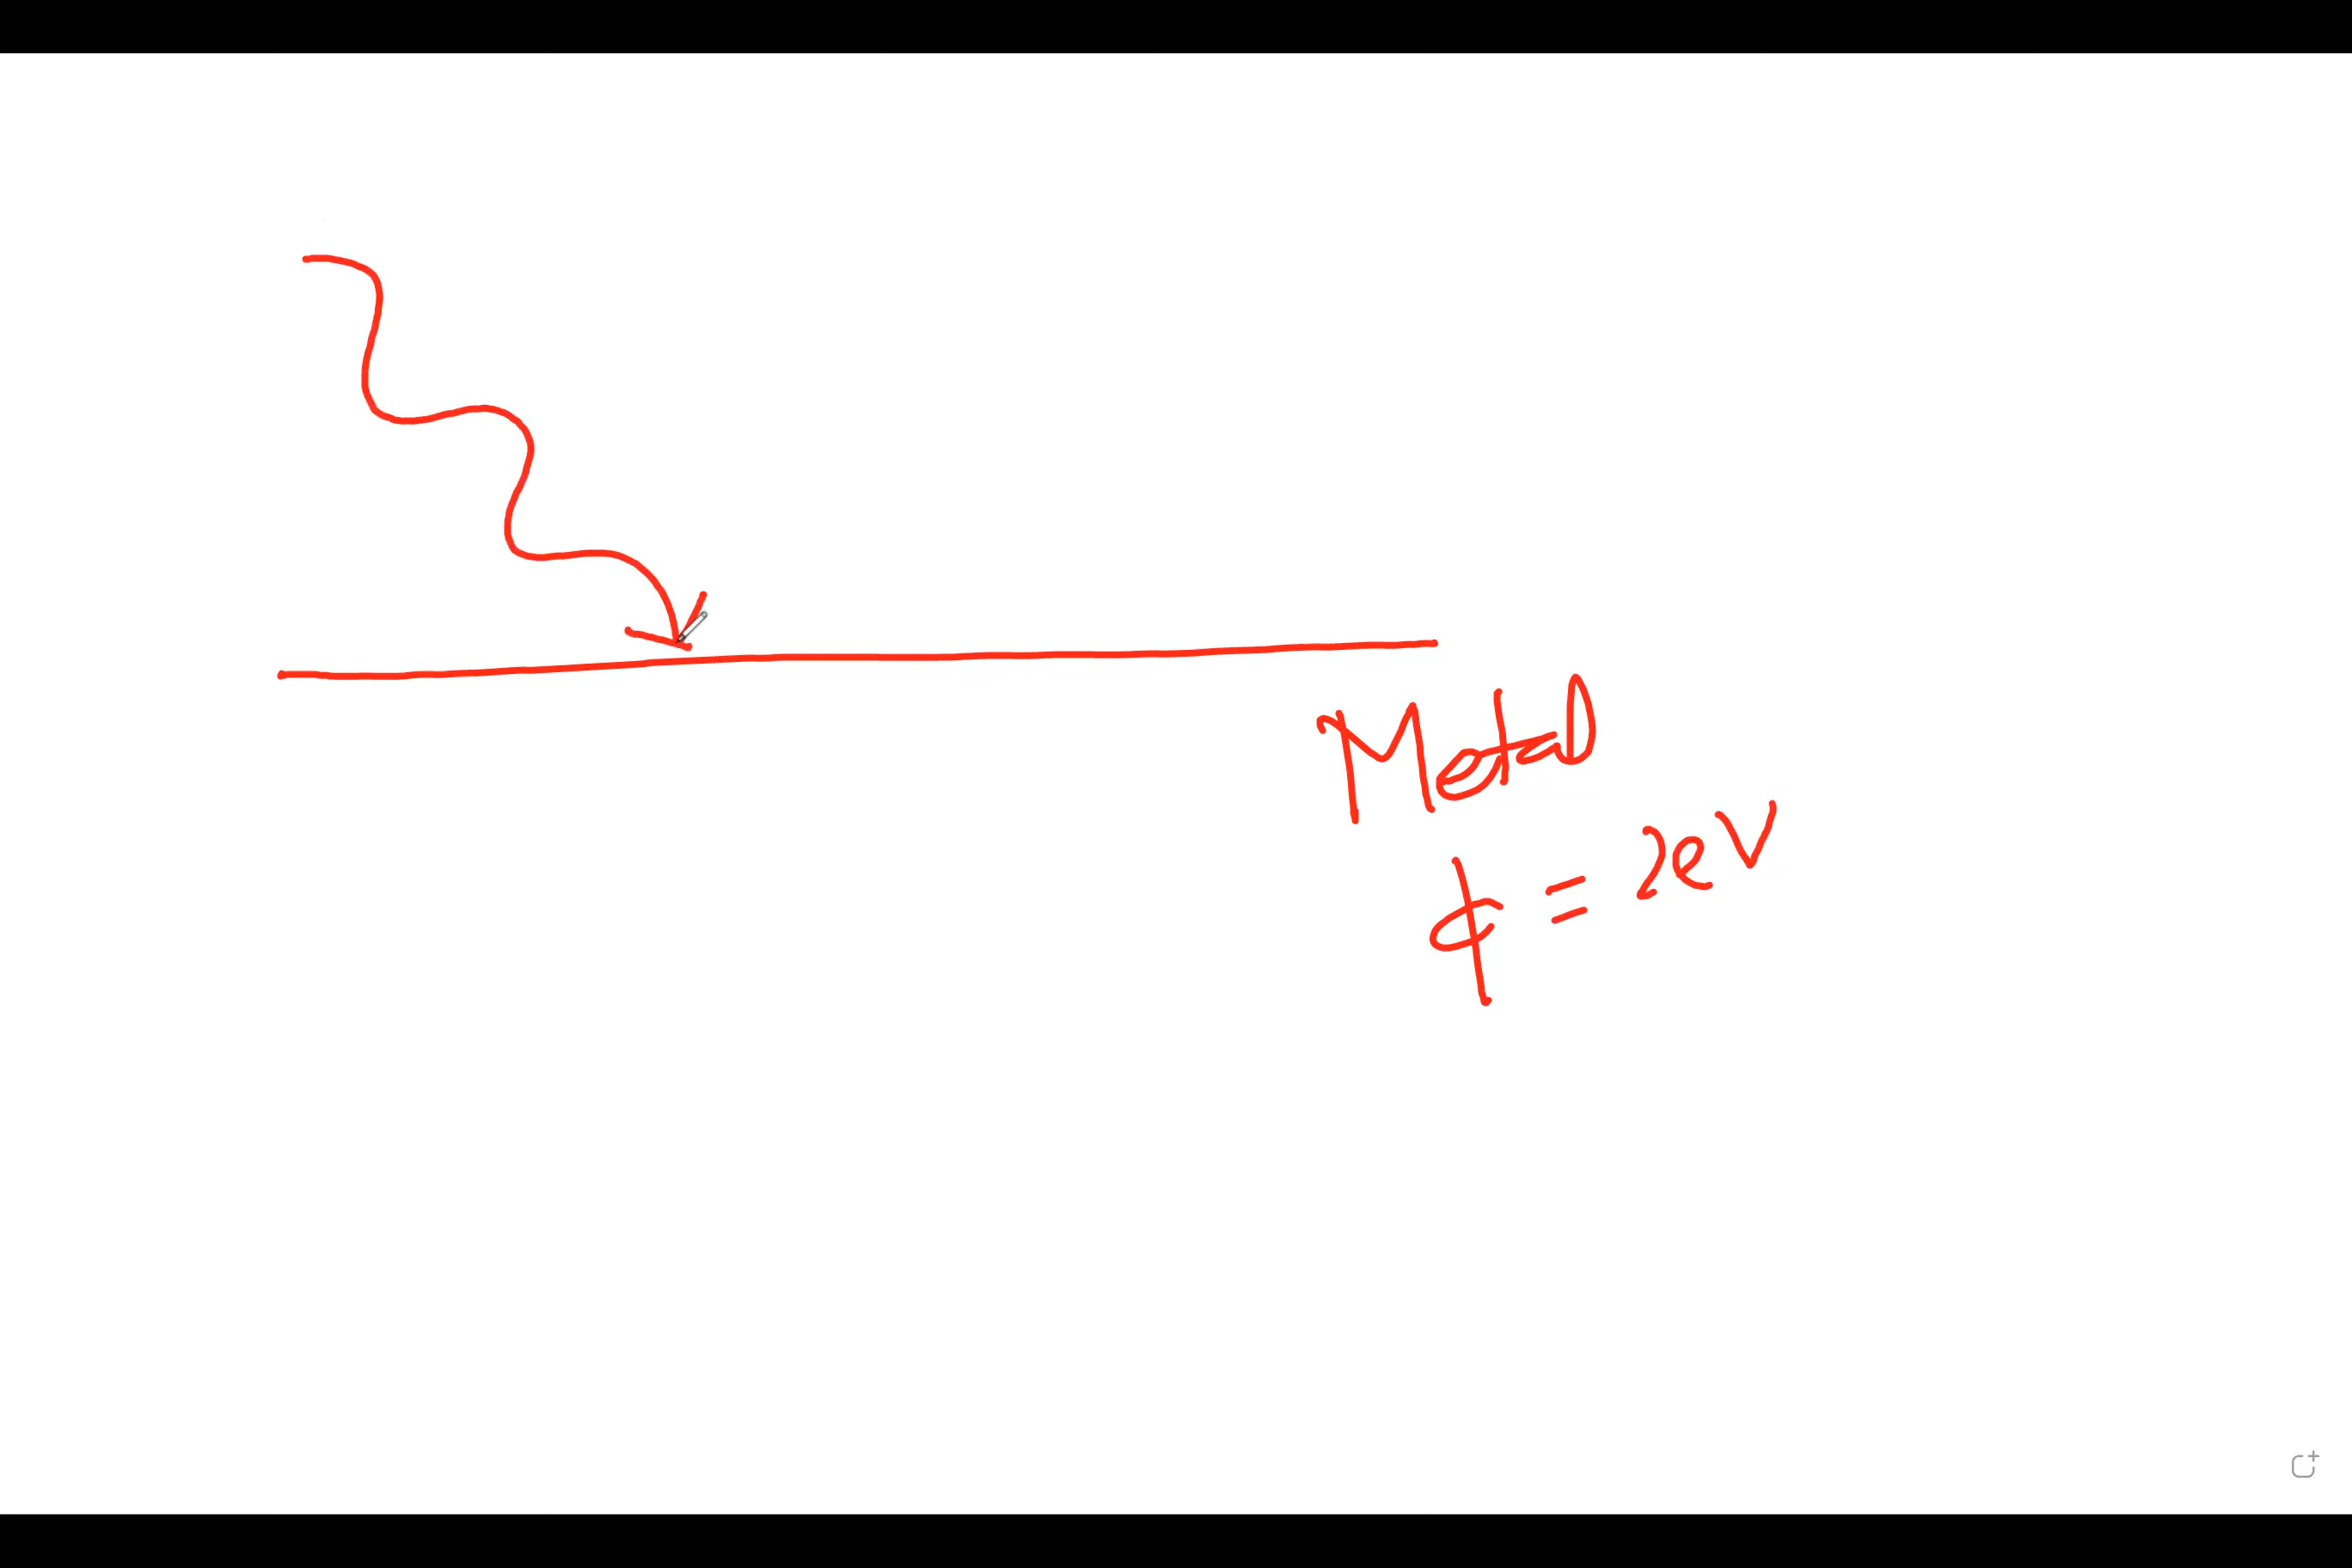 Metal
ϕ = 2eV